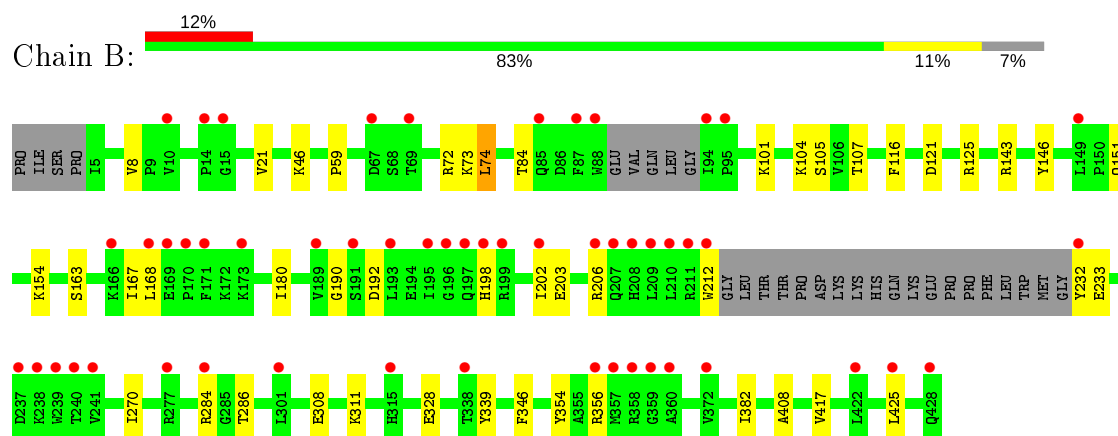 12%
Chain B:
83% 11% 7%
PRO ILE SER PRO I5 V8 P9 V10 P14 G15 V21 K46 P59 D67 S68 T69 R72 K73 L74 T84 Q85 D86 F87 W88 GLU VAL GLN LEU GLY I94 P95 K101 K104 S105 V106 T107 F116 D121 R125 R143 Y146 L149 P150 Q151
K154 S163 K166 I167 L168 E169 P170 F171 K172 K173 I180 V189 G190 S191 D192 L193 E194 I195 G196 Q197 H198 R199 I202 E203 R206 Q207 H208 L209 L210 R211 W212 GLY LEU THR THR PRO ASP LYS LYS HIS GLN LYS GLU PRO PRO PHE LEU TRP MET GLY Y232 E233
D237 K238 W239 T240 V241 I270 R277 R284 G285 T286 L301 E308 K311 H315 E328 T338 Y339 F346 Y354 A355 R356 M357 R358 G359 A360 V372 I382 A408 V417 L422 L425 Q428